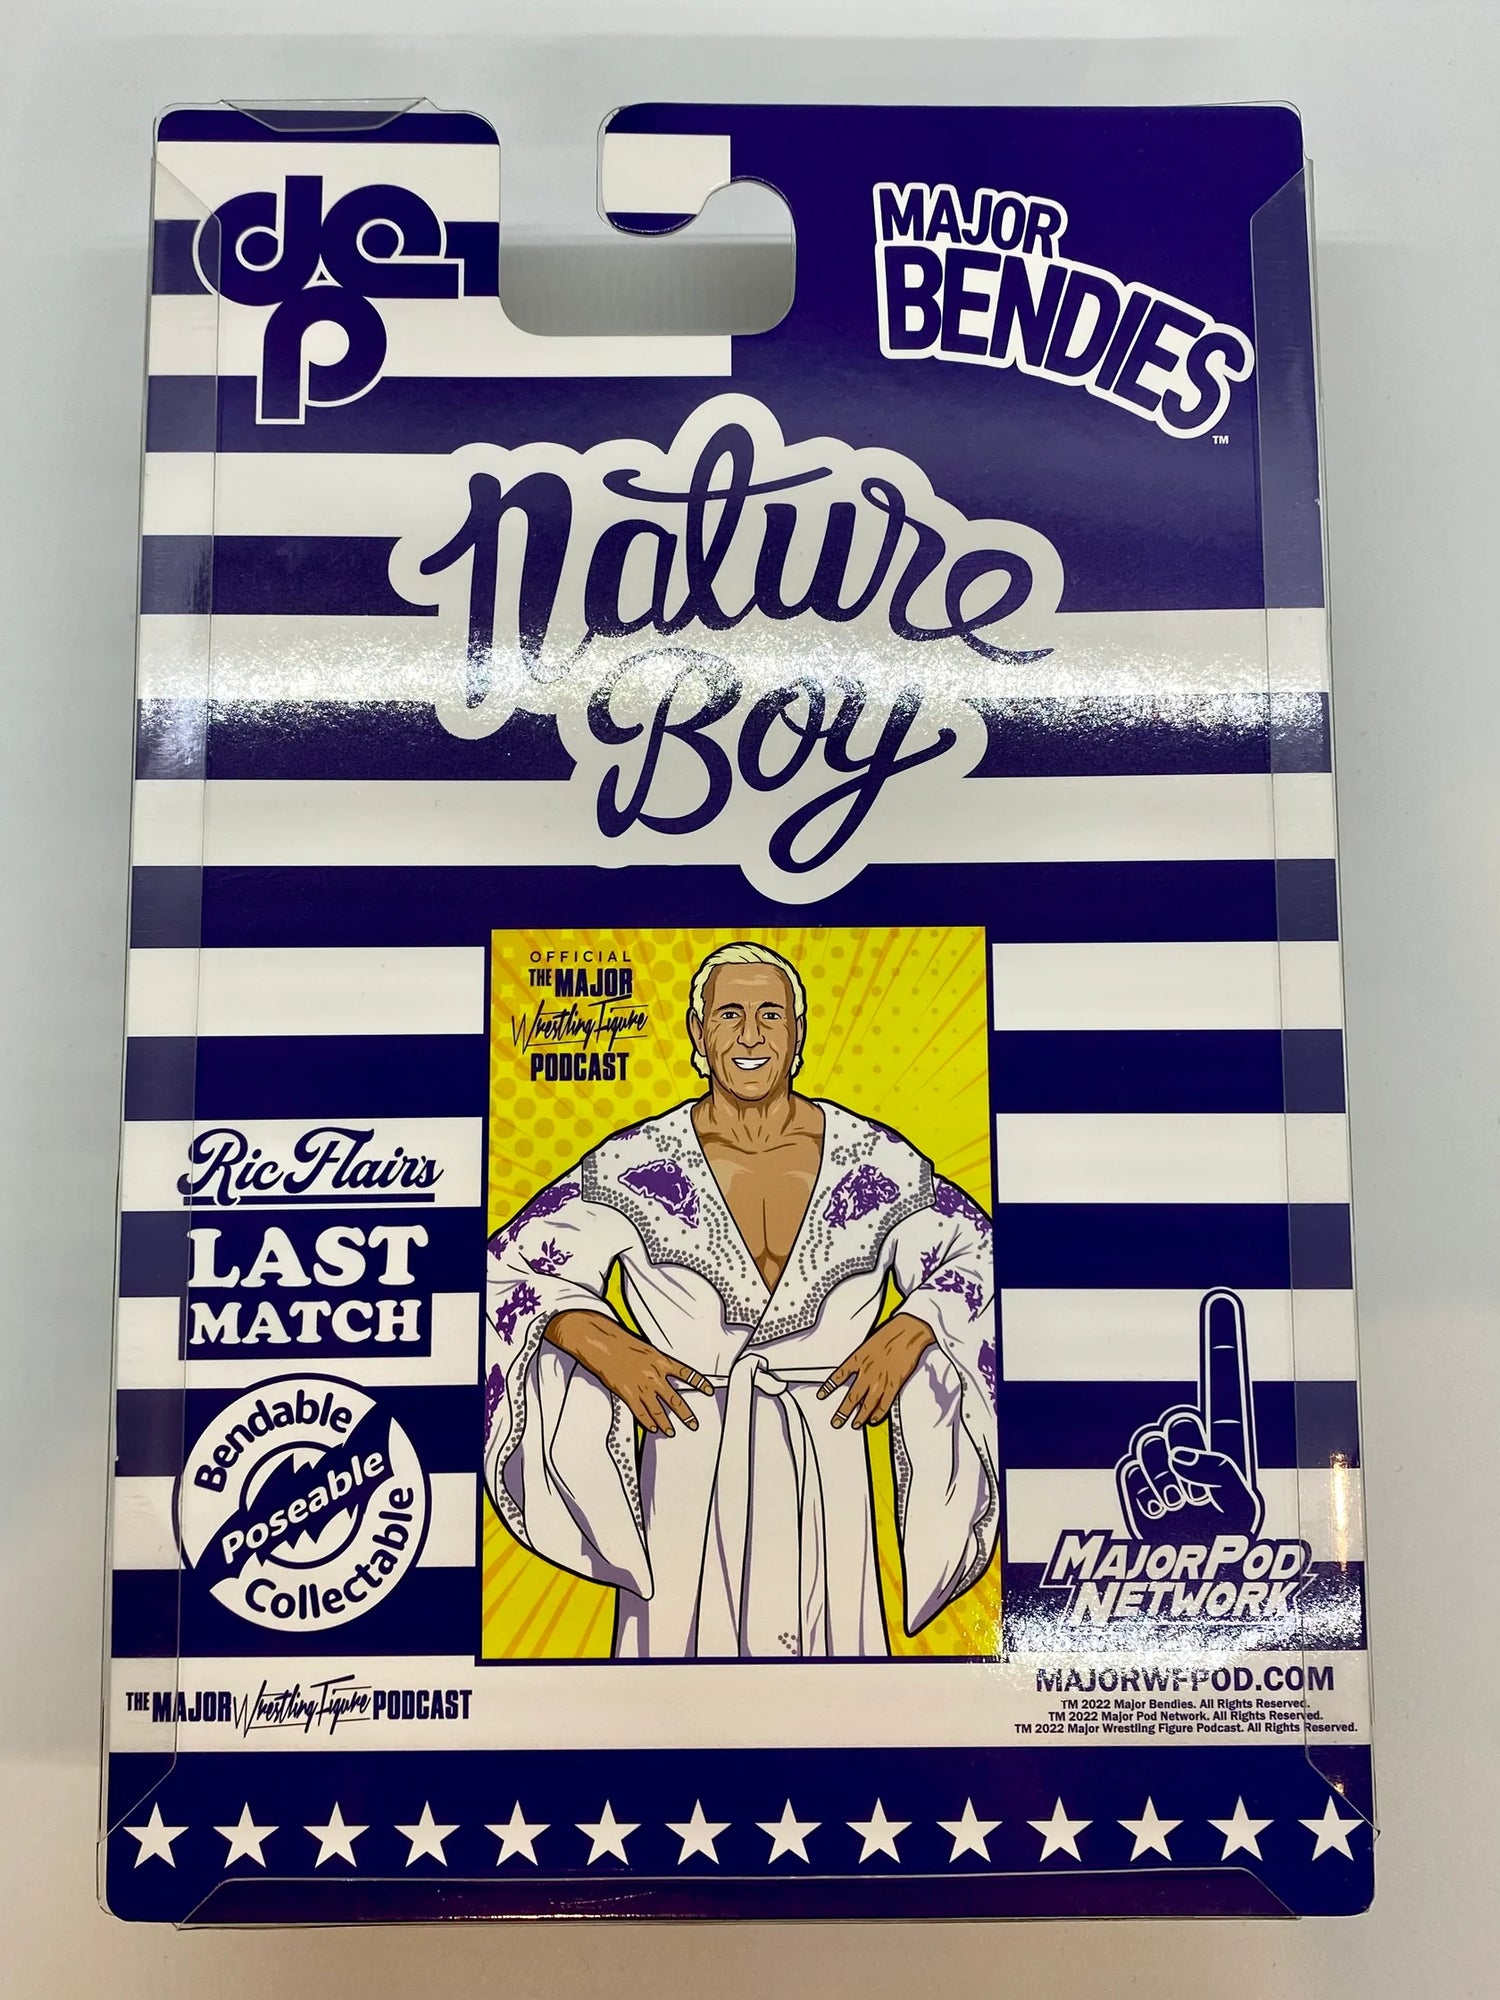 dap
MAJOR
BENDIES
TM
Nature
Boy
OFFICIAL
THE MAJOR
Wrestling Figure
PODCAST
Ric Flair's
LAST
MATCH
Bendable
Poseable
Collectable
MAJORPOD
NETWORK
MAJORWFPOD.COM
TM 2022 Major Bendies. All Rights Reserved.
TM 2022 Major Pod Network. All Rights Reserved.
TM 2022 Major Wrestling Figure Podcast. All Rights Reserved.
THE MAJOR Wrestling Figure PODCAST